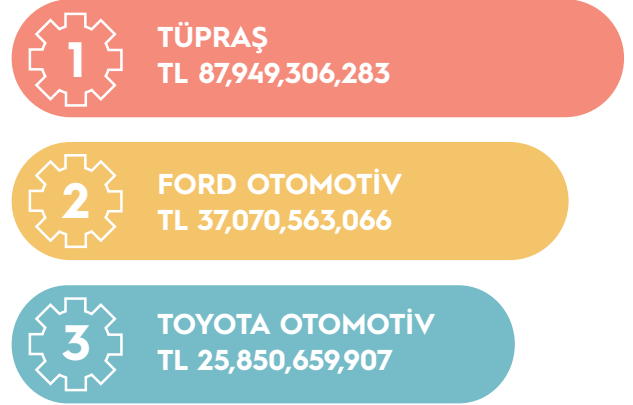 1
TÜPRAŞ
TL 87,949,306,283
2
FORD OTOMOTİV
TL 37,070,563,066
3
TOYOTA OTOMOTİV
TL 25,850,659,907